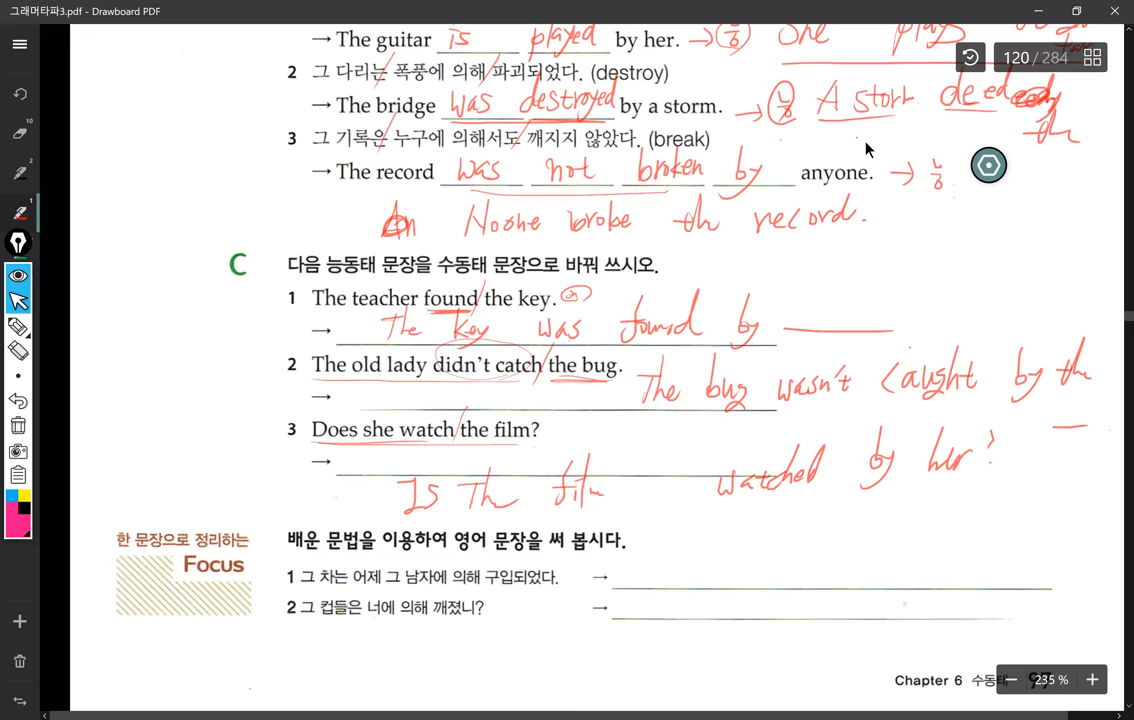 그래머타파3.pdf - Drawboard PDF
120 / 284
→ The guitar is played by her. → She plays
2 그 다리는 폭풍에 의해 파괴되었다. (destroy)
→ The bridge was destroyed by a storm. → A storm the
3 그 기록은 누구에 의해서도 깨지지 않았다. (break)
→ The record was not broken by anyone. →
broke the record.
C 다음 능동태 문장을 수동태 문장으로 바꿔 쓰시오.
1 The teacher found the key.
→ The key was found by
2 The old lady didn't catch the bug. The bug wasn't caught by the
→
3 Does she watch the film?
→ Is The film watched by her?
한 문장으로 정리하는
Focus
배운 문법을 이용하여 영어 문장을 써 봅시다.
1 그 차는 어제 그 남자에 의해 구입되었다. →
2 그 컵들은 너에 의해 깨졌니? →
Chapter 6 수동태 97
235 %
10
2
1